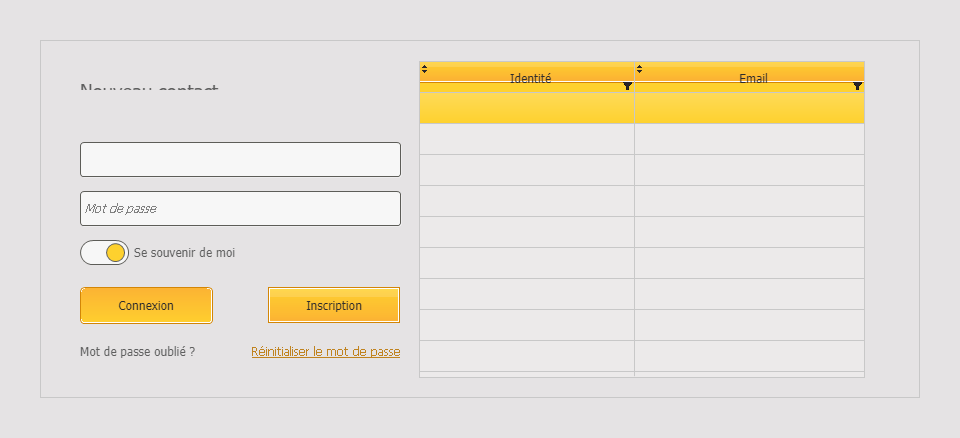 Nouveau contact
Mot de passe
Se souvenir de moi
Connexion
Inscription
Mot de passe oublié ?
Réinitialiser le mot de passe
Identité
Email